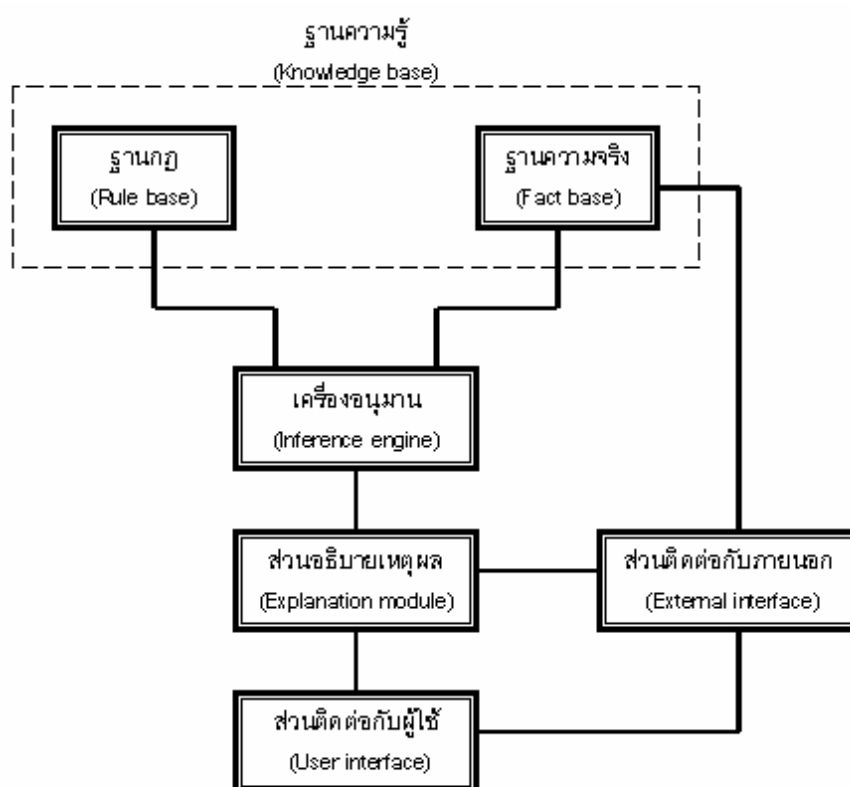 ฐานความรู้
(Knowledge base)
ฐานกฎ
(Rule base)
ฐานความจริง
(Fact base)
เครื่องอนุมาน
(Inference engine)
ส่วนอธิบายเหตุผล
(Explanation module)
ส่วนติดต่อกับภายนอก
(External interface)
ส่วนติดต่อกับผู้ใช้
(User interface)